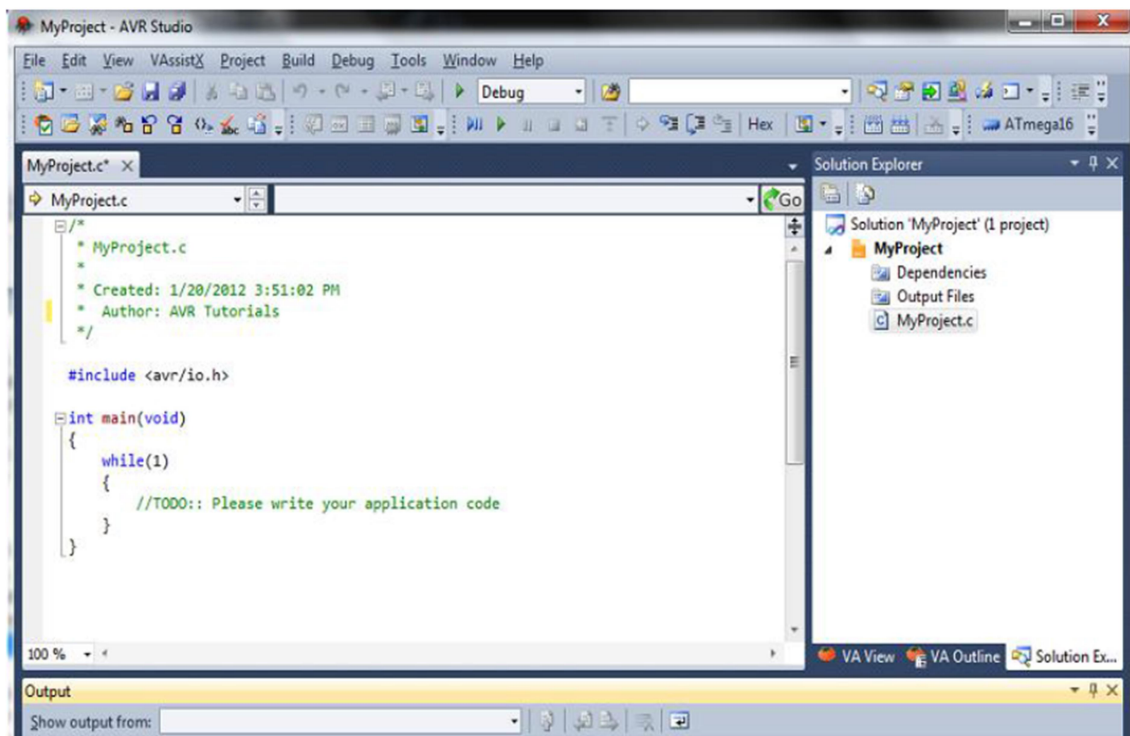 MyProject - AVR Studio
File Edit View VAssistX Project Build Debug Tools Window Help
Debug
Hex
ATmega16
MyProject.c* ×
MyProject.c
Go
/*
* MyProject.c
*
* Created: 1/20/2012 3:51:02 PM
* Author: AVR Tutorials
*/
#include <avr/io.h>
int main(void)
{
while(1)
{
//TODO:: Please write your application code
}
}
100 %
Solution Explorer
Solution 'MyProject' (1 project)
MyProject
Dependencies
Output Files
MyProject.c
VA View VA Outline Solution Ex...
Output
Show output from: